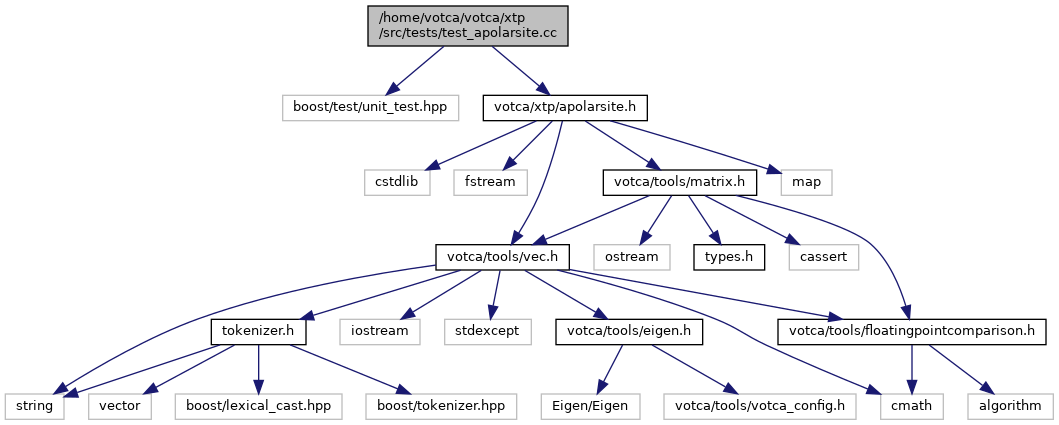 /home/votca/votca/xtp
/src/tests/test_apolarsite.cc
boost/test/unit_test.hpp
votca/xtp/apolarsite.h
cstdlib
fstream
votca/tools/matrix.h
map
votca/tools/vec.h
ostream
types.h
cassert
tokenizer.h
iostream
stdexcept
votca/tools/eigen.h
votca/tools/floatingpointcomparison.h
string
vector
boost/lexical_cast.hpp
boost/tokenizer.hpp
Eigen/Eigen
votca/tools/votca_config.h
cmath
algorithm